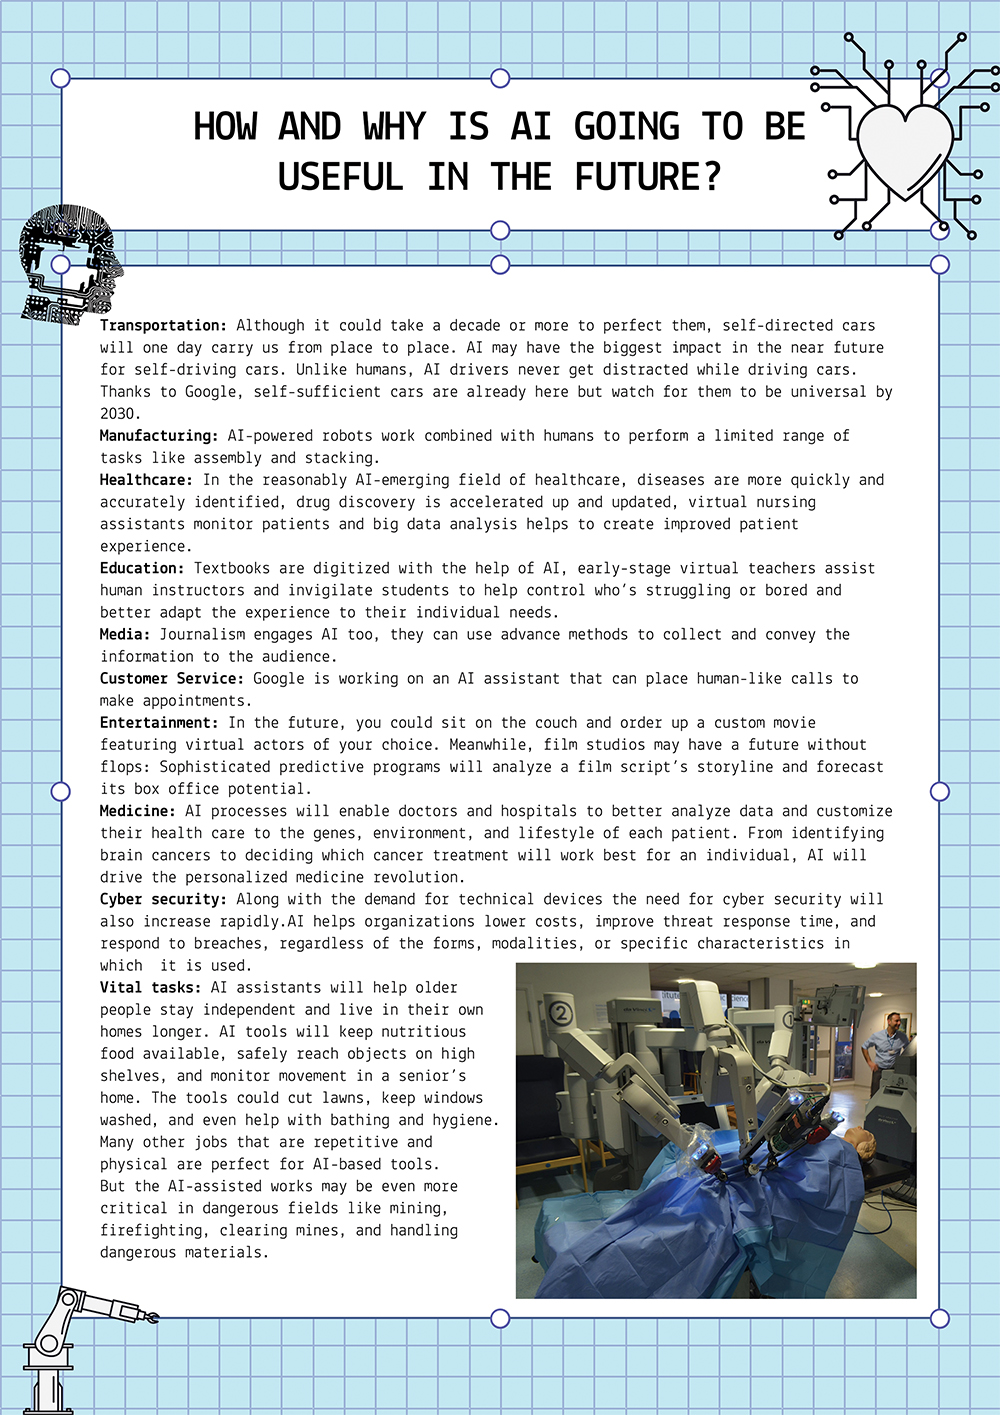 HOW AND WHY IS AI GOING TO BE
USEFUL IN THE FUTURE?
Transportation: Although it could take a decade or more to perfect them, self-directed cars
will one day carry us from place to place. AI may have the biggest impact in the near future
for self-driving cars. Unlike humans, AI drivers never get distracted while driving cars.
Thanks to Google, self-sufficient cars are already here but watch for them to be universal by
2030.
Manufacturing: AI-powered robots work combined with humans to perform a limited range of
tasks like assembly and stacking.
Healthcare: In the reasonably AI-emerging field of healthcare, diseases are more quickly and
accurately identified, drug discovery is accelerated up and updated, virtual nursing
assistants monitor patients and big data analysis helps to create improved patient
experience.
Education: Textbooks are digitized with the help of AI, early-stage virtual teachers assist
human instructors and invigilate students to help control who's struggling or bored and
better adapt the experience to their individual needs.
Media: Journalism engages AI too, they can use advance methods to collect and convey the
information to the audience.
Customer Service: Google is working on an AI assistant that can place human-like calls to
make appointments.
Entertainment: In the future, you could sit on the couch and order up a custom movie
featuring virtual actors of your choice. Meanwhile, film studios may have a future without
flops: Sophisticated predictive programs will analyze a film script's storyline and forecast
its box office potential.
Medicine: AI processes will enable doctors and hospitals to better analyze data and customize
their health care to the genes, environment, and lifestyle of each patient. From identifying
brain cancers to deciding which cancer treatment will work best for an individual, AI will
drive the personalized medicine revolution.
Cyber security: Along with the demand for technical devices the need for cyber security will
also increase rapidly.AI helps organizations lower costs, improve threat response time, and
respond to breaches, regardless of the forms, modalities, or specific characteristics in
which  it is used.
Vital tasks: AI assistants will help older
people stay independent and live in their own
homes longer. AI tools will keep nutritious
food available, safely reach objects on high
shelves, and monitor movement in a senior's
home. The tools could cut lawns, keep windows
washed, and even help with bathing and hygiene.
Many other jobs that are repetitive and
physical are perfect for AI-based tools.
But the AI-assisted works may be even more
critical in dangerous fields like mining,
firefighting, clearing mines, and handling
dangerous materials.
2
1